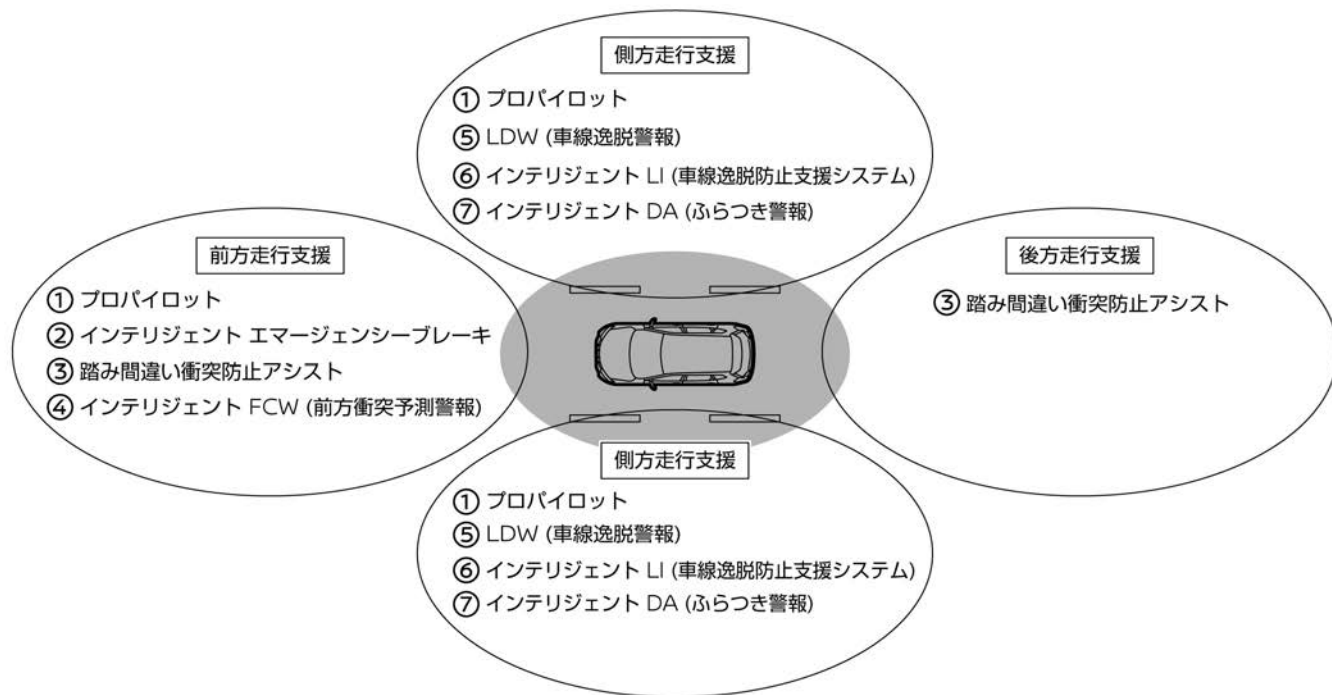 側方走行支援
① プロパイロット
⑤ LDW (車線逸脱警報)
⑥ インテリジェント LI (車線逸脱防止支援システム)
⑦ インテリジェント DA (ふらつき警報)
前方走行支援
① プロパイロット
② インテリジェント エマージェンシーブレーキ
③ 踏み間違い衝突防止アシスト
④ インテリジェント FCW (前方衝突予測警報)
後方走行支援
③ 踏み間違い衝突防止アシスト
側方走行支援
① プロパイロット
⑤ LDW (車線逸脱警報)
⑥ インテリジェント LI (車線逸脱防止支援システム)
⑦ インテリジェント DA (ふらつき警報)